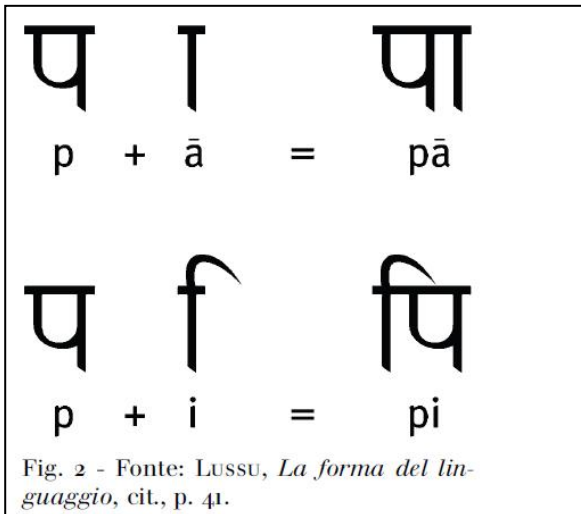 प ा पा
p + ā = pā
प ि पि
p + i = pi
Fig. 2 - Fonte: Lussu, La forma del lin-
guaggio, cit., p. 41.